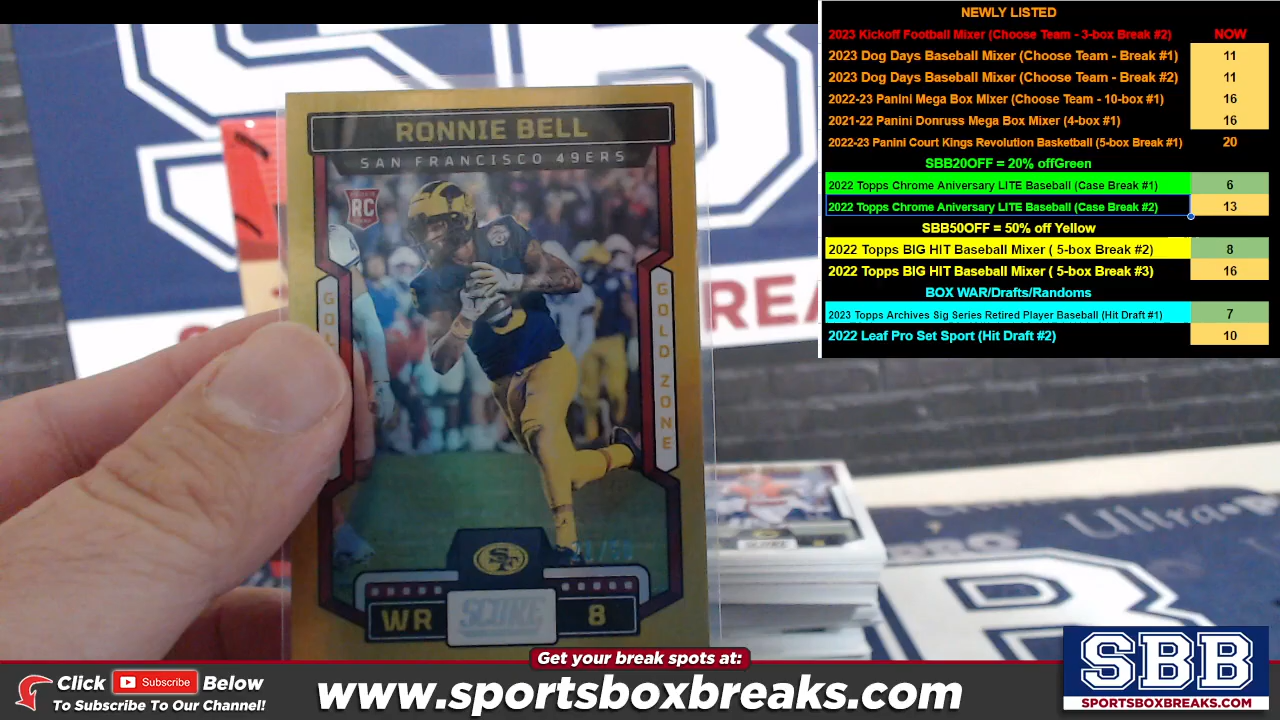 NEWLY LISTED
2023 Kickoff Football Mixer (Choose Team - 3-box Break #2) NOW
2023 Dog Days Baseball Mixer (Choose Team - Break #1) 11
2023 Dog Days Baseball Mixer (Choose Team - Break #2) 11
2022-23 Panini Mega Box Mixer (Choose Team - 10-box #1) 16
2021-22 Panini Donruss Mega Box Mixer (4-box #1) 16
2022-23 Panini Court Kings Revolution Basketball (5-box Break #1) 20
SBB20OFF = 20% offGreen
2022 Topps Chrome Aniversary LITE Baseball (Case Break #1) 6
2022 Topps Chrome Aniversary LITE Baseball (Case Break #2) 13
SBB50OFF = 50% off Yellow
2022 Topps BIG HIT Baseball Mixer ( 5-box Break #2) 8
2022 Topps BIG HIT Baseball Mixer ( 5-box Break #3) 16
BOX WAR/Drafts/Randoms
2023 Topps Archives Sig Series Retired Player Baseball (Hit Draft #1) 7
2022 Leaf Pro Set Sport (Hit Draft #2) 10
RONNIE BELL
SAN FRANCISCO 49ERS
RC
GOLD ZONE
SF
WR SCORE 8
SCORE
Ultra
Get your break spots at:
Click Subscribe Below
To Subscribe To Our Channel!
www.sportsboxbreaks.com
SBB
SPORTSBOXBREAKS.COM